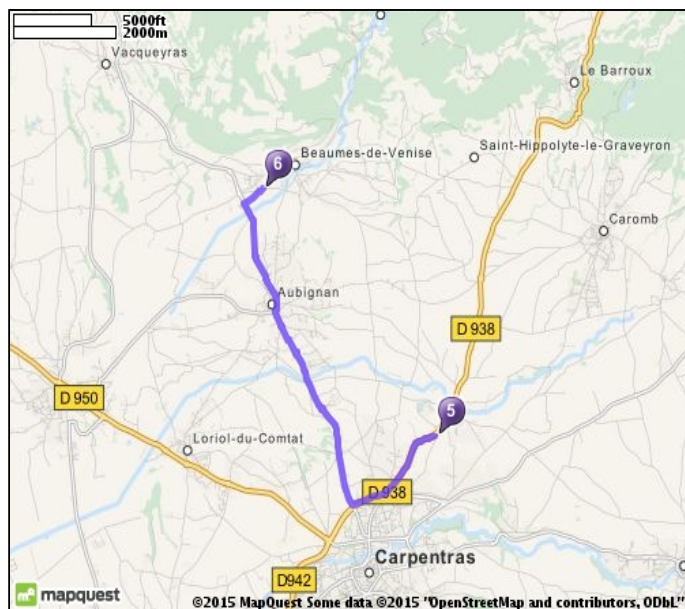 5000ft
2000m
Vacqueyras
Le Barroux
Beaumes-de-Venise
Saint-Hippolyte-le-Graveyron
6
Caromb
Aubignan
D 938
D 950
5
Loriol-du-Comtat
D 938
Carpentras
D942
mapquest
©2015 MapQuest Some data ©2015 "OpenStreetMap and contributors, ODbL"